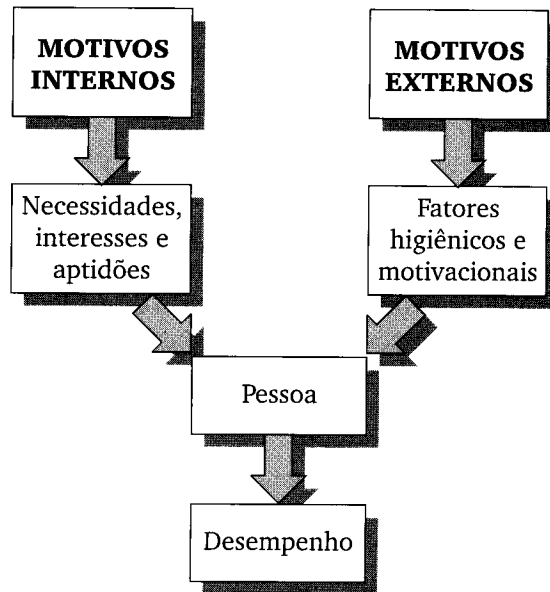 MOTIVOS
INTERNOS
MOTIVOS
EXTERNOS
Necessidades,
interesses e
aptidões
Fatores
higiênicos e
motivacionais
Pessoa
Desempenho